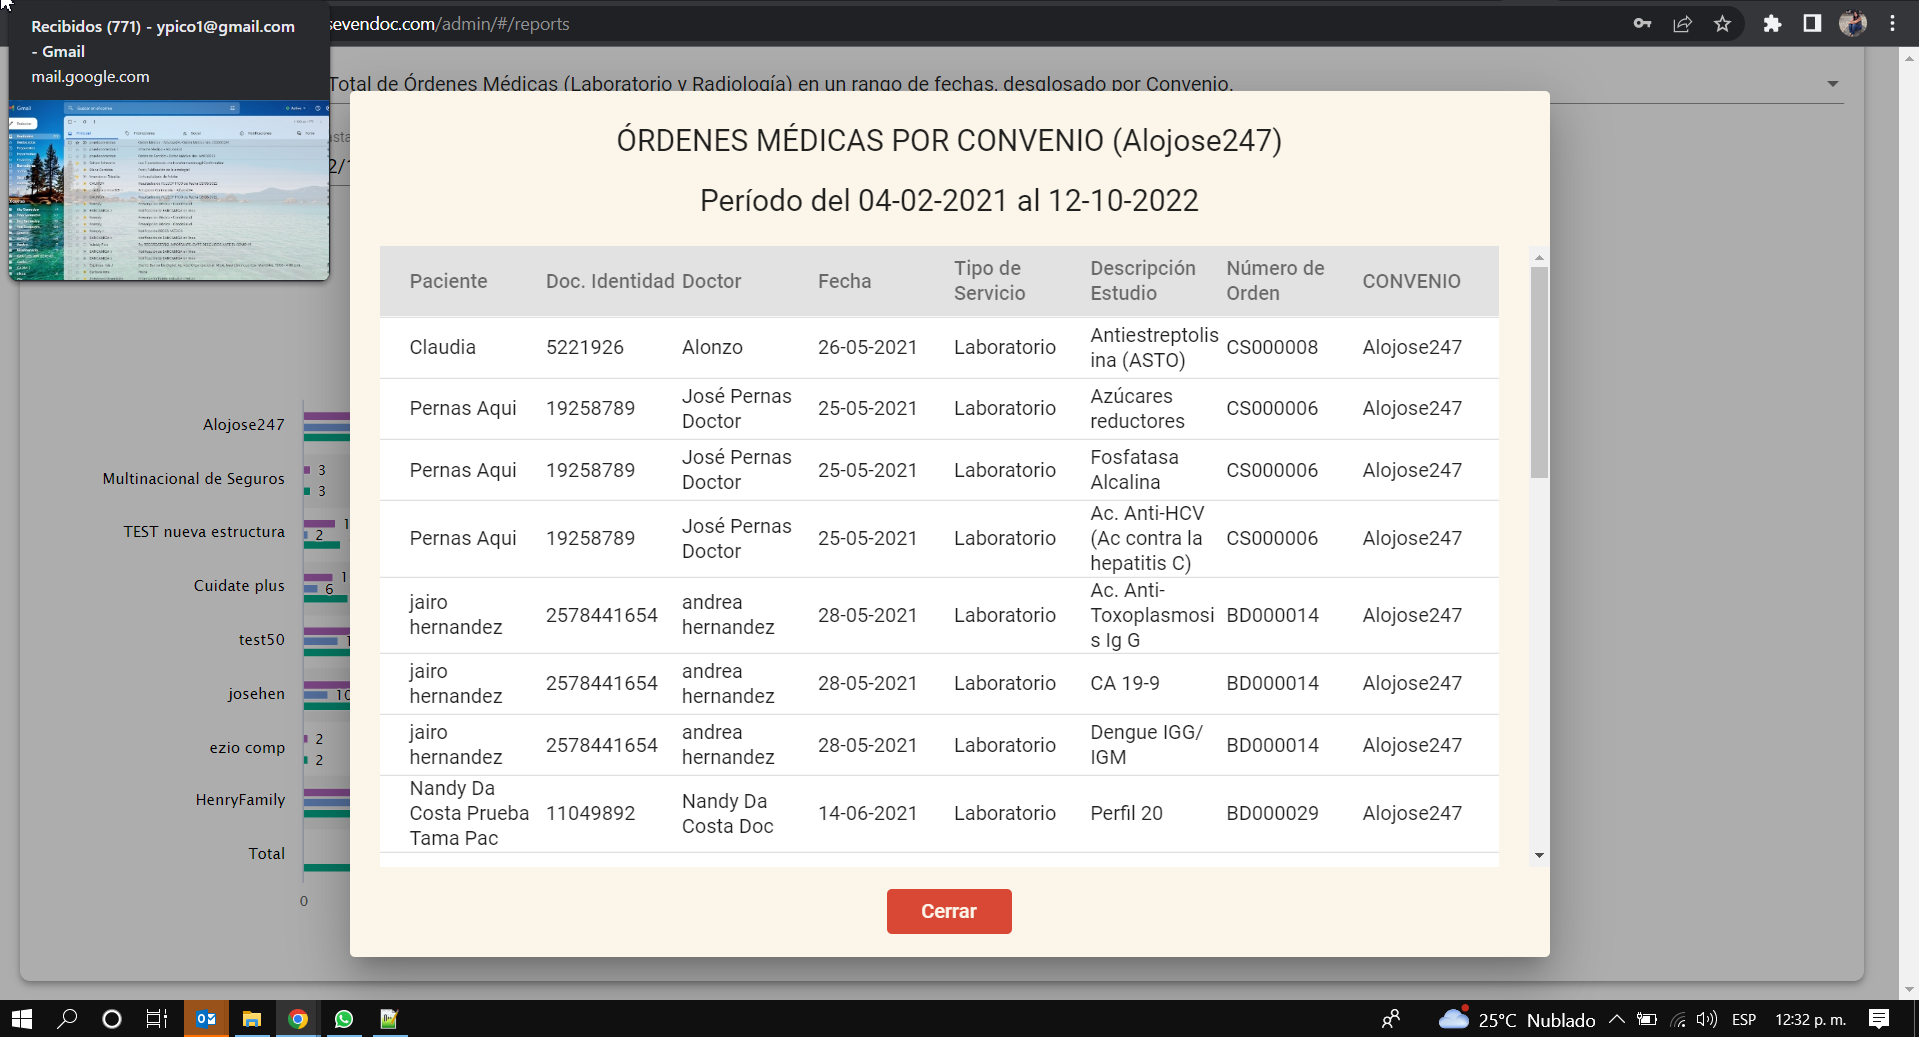 Recibidos (771) - ypico1@gmail.com
- Gmail
mail.google.com
sevendoc.com/admin/#/reports
Total de Órdenes Médicas (Laboratorio y Radiología) en un rango de fechas, desglosado por Convenio.
ÓRDENES MÉDICAS POR CONVENIO (Alojose247)
Período del 04-02-2021 al 12-10-2022
Paciente Doc. Identidad Doctor Fecha Tipo de Servicio Descripción Estudio Número de Orden CONVENIO
Claudia 5221926 Alonzo 26-05-2021 Laboratorio Antiestreptolis ina (ASTO) CS000008 Alojose247
Pernas Aqui 19258789 José Pernas Doctor 25-05-2021 Laboratorio Azúcares reductores CS000006 Alojose247
Pernas Aqui 19258789 José Pernas Doctor 25-05-2021 Laboratorio Fosfatasa Alcalina CS000006 Alojose247
Pernas Aqui 19258789 José Pernas Doctor 25-05-2021 Laboratorio Ac. Anti-HCV (Ac contra la hepatitis C) CS000006 Alojose247
jairo hernandez 2578441654 andrea hernandez 28-05-2021 Laboratorio Ac. Anti- Toxoplasmosi s Ig G BD000014 Alojose247
jairo hernandez 2578441654 andrea hernandez 28-05-2021 Laboratorio CA 19-9 BD000014 Alojose247
jairo hernandez 2578441654 andrea hernandez 28-05-2021 Laboratorio Dengue IGG/ IGM BD000014 Alojose247
Nandy Da Costa Prueba Tama Pac 11049892 Nandy Da Costa Doc 14-06-2021 Laboratorio Perfil 20 BD000029 Alojose247
Cerrar
Alojose247
Multinacional de Seguros 3 3
TEST nueva estructura 1 2
Cuidate plus 1 6
test50 1
josehen 10
ezio comp 2 2
HenryFamily
Total
0
25°C Nublado
ESP
12:32 p. m.